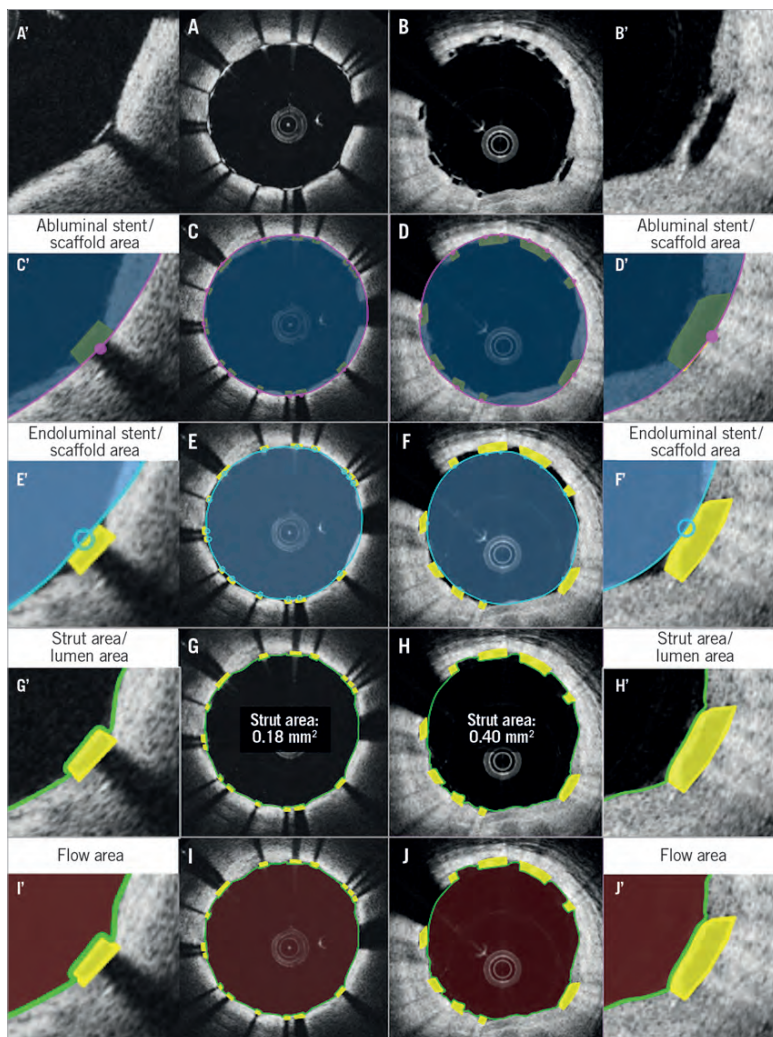 A'
A
B
B'
Abluminal stent/
scaffold area
C'
C
D
Abluminal stent/
scaffold area
D'
Endoluminal stent/
scaffold area
E'
E
F
Endoluminal stent/
scaffold area
F'
Strut area/
lumen area
G'
G
Strut area:
0.18 mm²
H
Strut area:
0.40 mm²
Strut area/
lumen area
H'
Flow area
I'
I
J
Flow area
J'